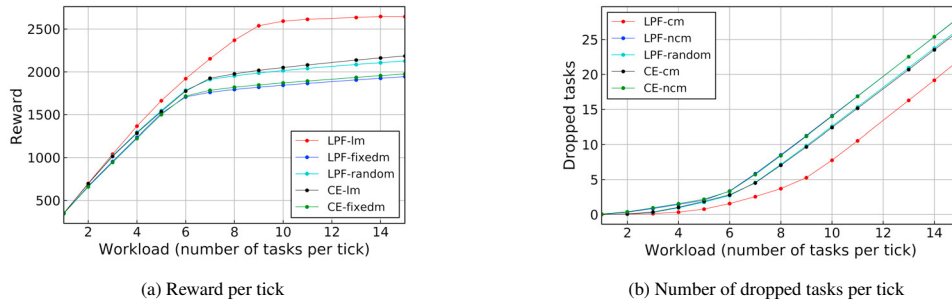 2500
2000
1500
1000
500
Reward
LPF-lm
LPF-fixedm
LPF-random
CE-lm
CE-fixedm
2 4 6 8 10 12 14
Workload (number of tasks per tick)
(a) Reward per tick
25
20
15
10
5
0
Dropped tasks
LPF-cm
LPF-ncm
LPF-random
CE-cm
CE-ncm
2 4 6 8 10 12 14
Workload (number of tasks per tick)
(b) Number of dropped tasks per tick